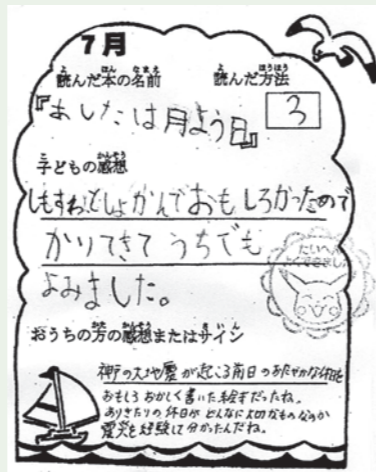 7月
読んだ本の名前 読んだ方法
『あしたは月よう日』 3
子どもの感想
しもすわとしょかんでおもしろかったので
かりてきて うちでも
よみました。
たいへん
よくできました
おうちの方の感想またはサイン
神戸の大地震が起こる前日のおだやかな休日を
おもしろおかしく書いた絵本だったね。
ありきたりの休日が どんなに大切なものなのか
震災を経験して分かったんだね。